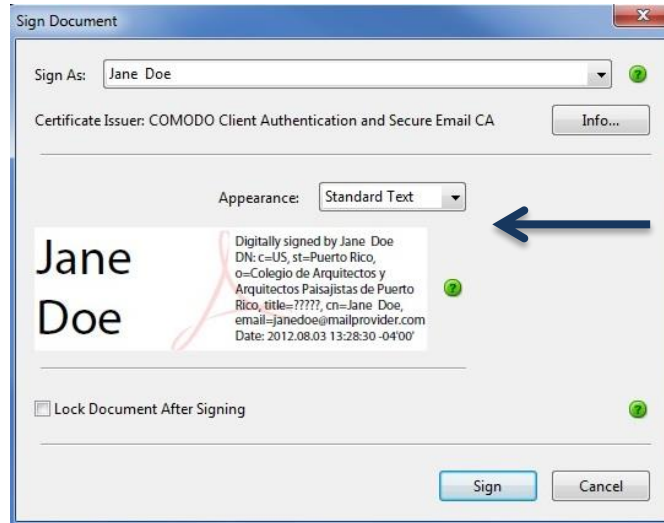 Sign Document
Sign As: Jane Doe
Certificate Issuer: COMODO Client Authentication and Secure Email CA Info...
Appearance: Standard Text
Jane
Doe
Digitally signed by Jane Doe
DN: c=US, st=Puerto Rico,
o=Colegio de Arquitectos y
Arquitectos Paisajistas de Puerto
Rico, title=?????, cn=Jane Doe,
email=janedoe@mailprovider.com
Date: 2012.08.03 13:28:30 -04'00'
Lock Document After Signing
Sign Cancel